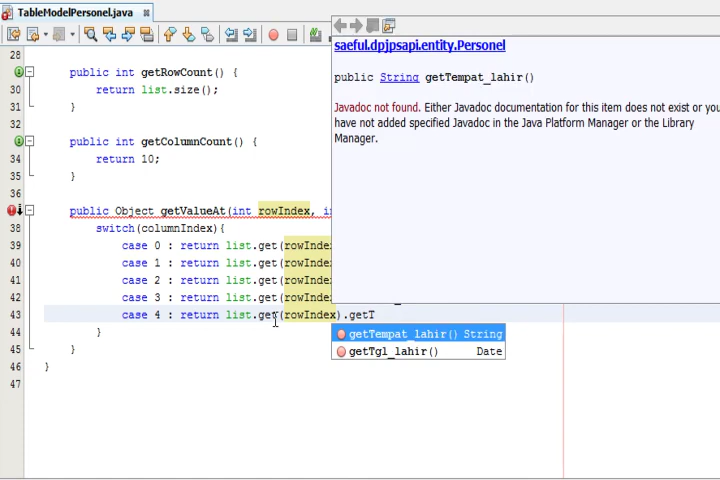 TableModelPersonel.java
saeful.dpjpsapi.entity.Personel
public String getTempat_lahir()
Javadoc not found. Either Javadoc documentation for this item does not exist or you
have not added specified Javadoc in the Java Platform Manager or the Library
Manager.
28
public int getRowCount() {
30 return list.size();
31 }
32
public int getColumnCount() {
34 return 10;
35 }
36
public Object getValueAt(int rowIndex, in
38 switch(columnIndex){
39 case 0 : return list.get(rowIndex
40 case 1 : return list.get(rowIndex
41 case 2 : return list.get(rowIndex
42 case 3 : return list.get(rowIndex
43 case 4 : return list.get(rowIndex).getT
44 }
45 }
46 }
47
getTempat_lahir() String
getTgl_lahir() Date